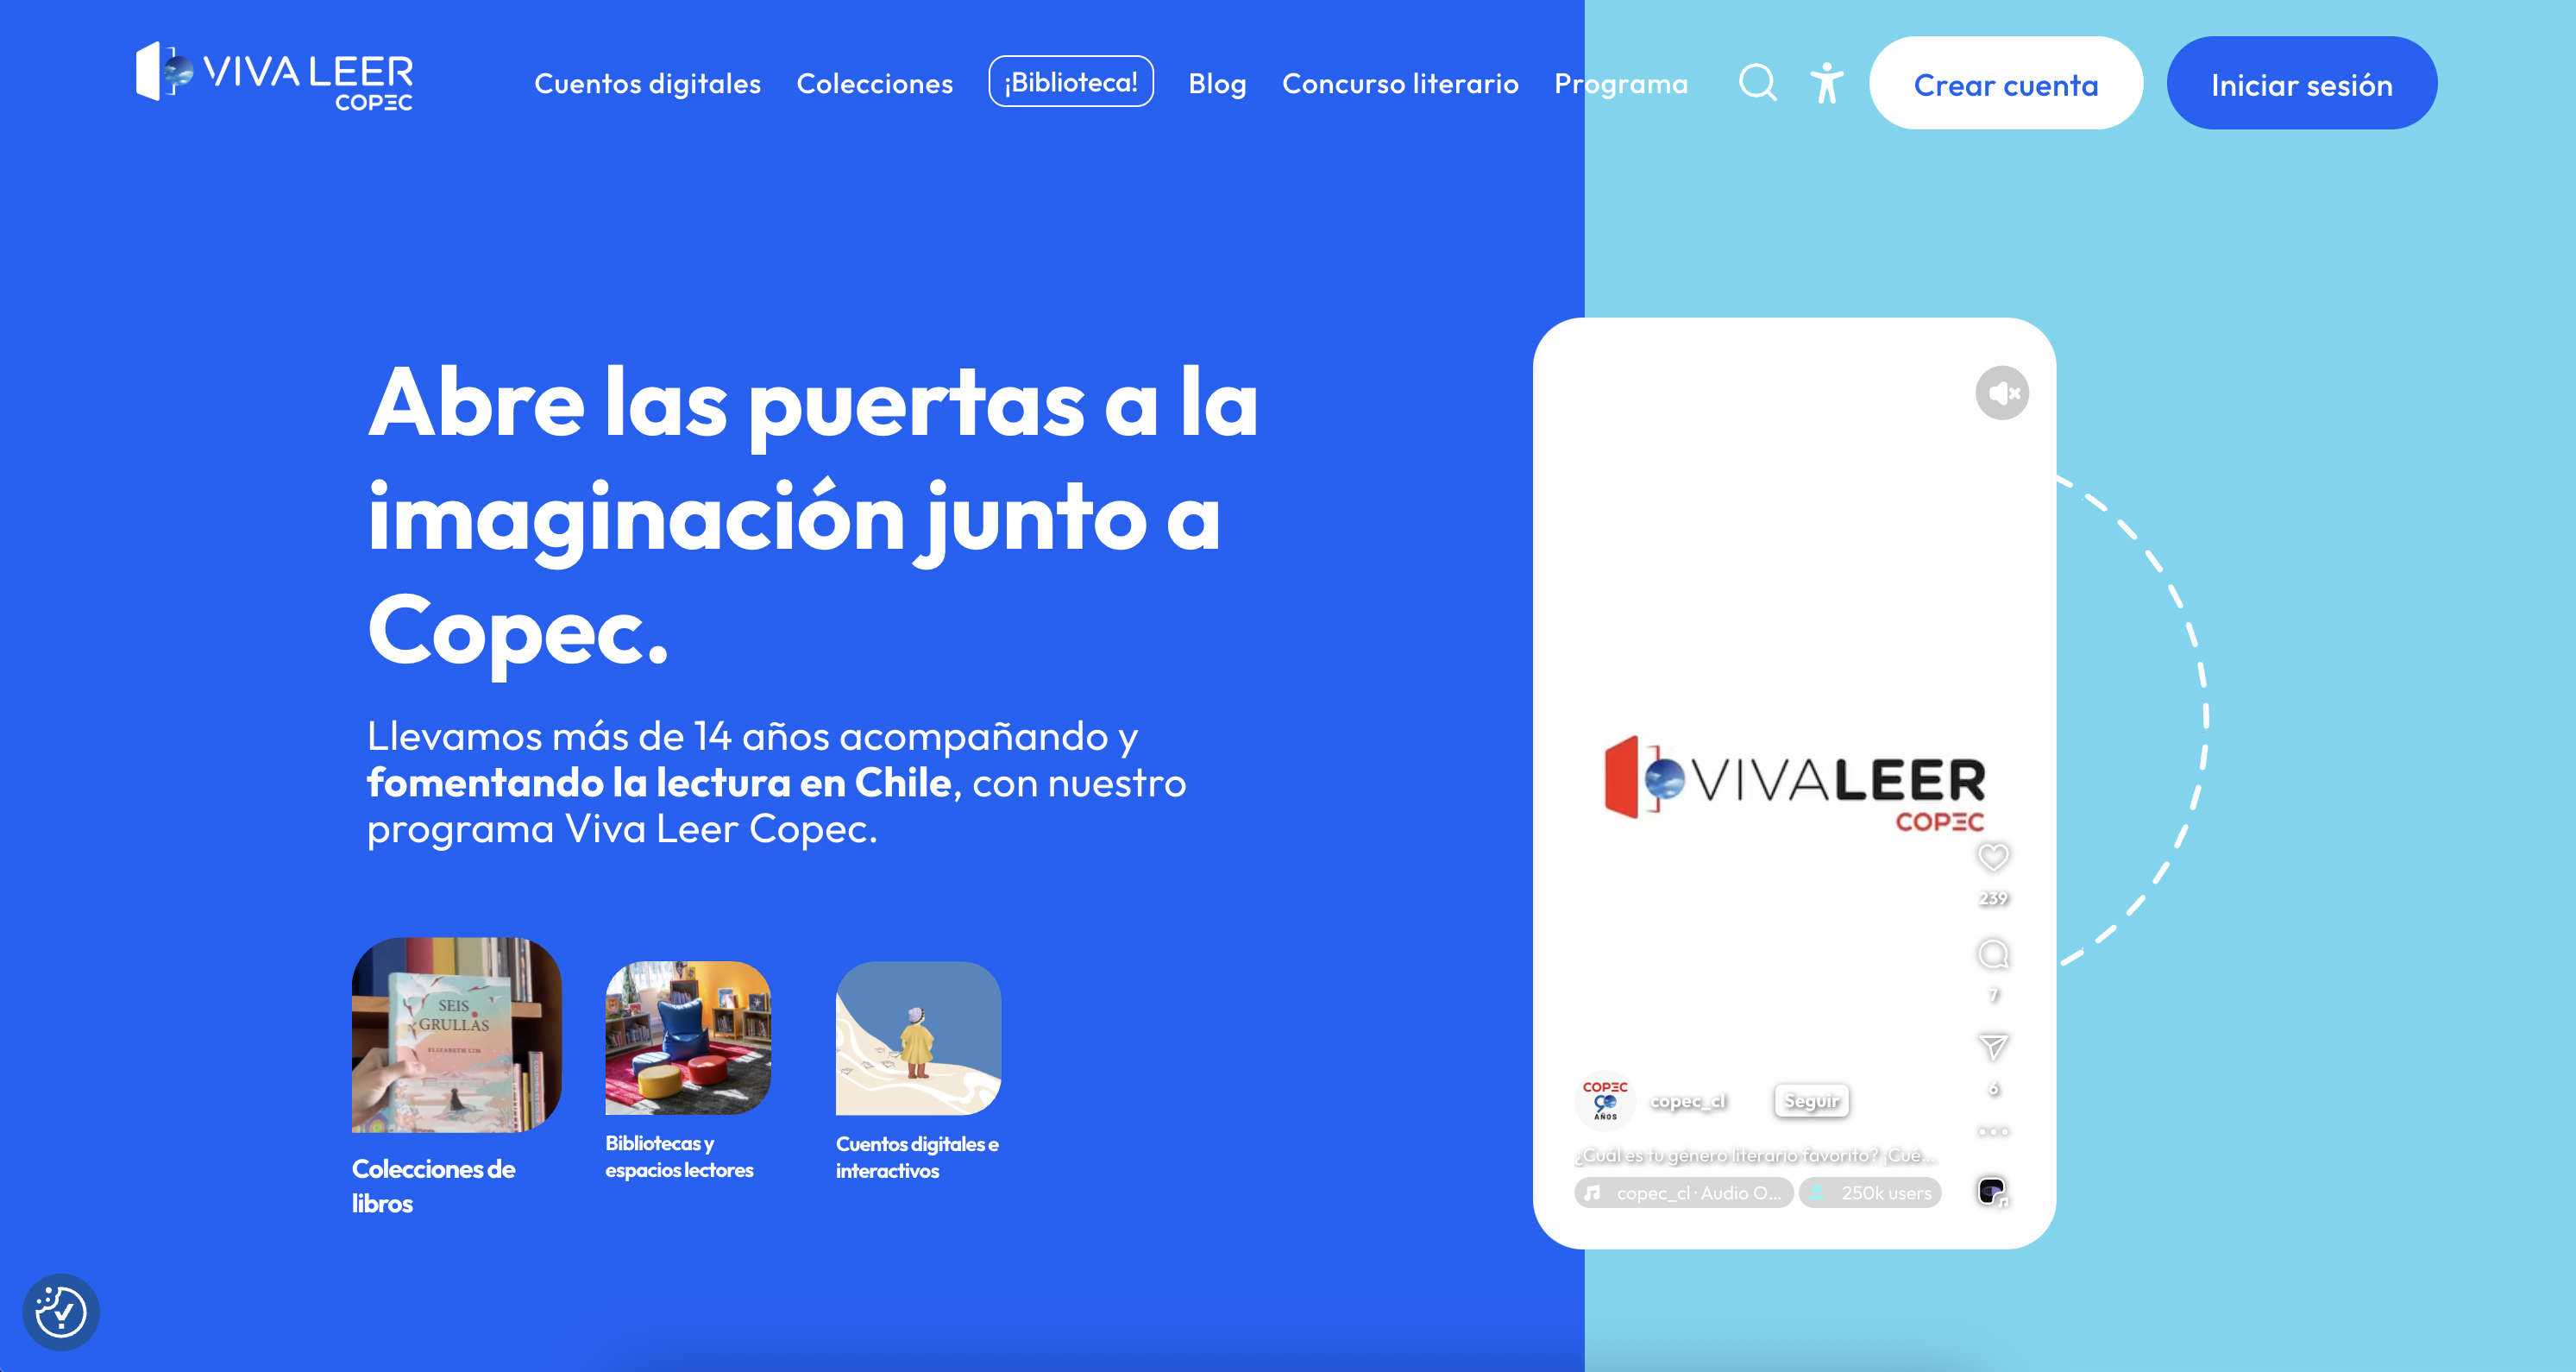 VIVA LEER
COPEC
Cuentos digitales
Colecciones
¡Biblioteca!
Blog
Concurso literario
Programa
Crear cuenta
Iniciar sesión
Abre las puertas a la
imaginación junto a
Copec.
Llevamos más de 14 años acompañando y
fomentando la lectura en Chile, con nuestro
programa Viva Leer Copec.
SEIS
GRULLAS
ELIZABETH LIM
Colecciones de
libros
Bibliotecas y
espacios lectores
Cuentos digitales e
interactivos
VIVALEER
COPEC
239
7
6
COPEC
90
AÑOS
copec_cl
Seguir
¿Cuál es tu género literario favorito? ¡Cué...
copec_cl · Audio O...
250k users